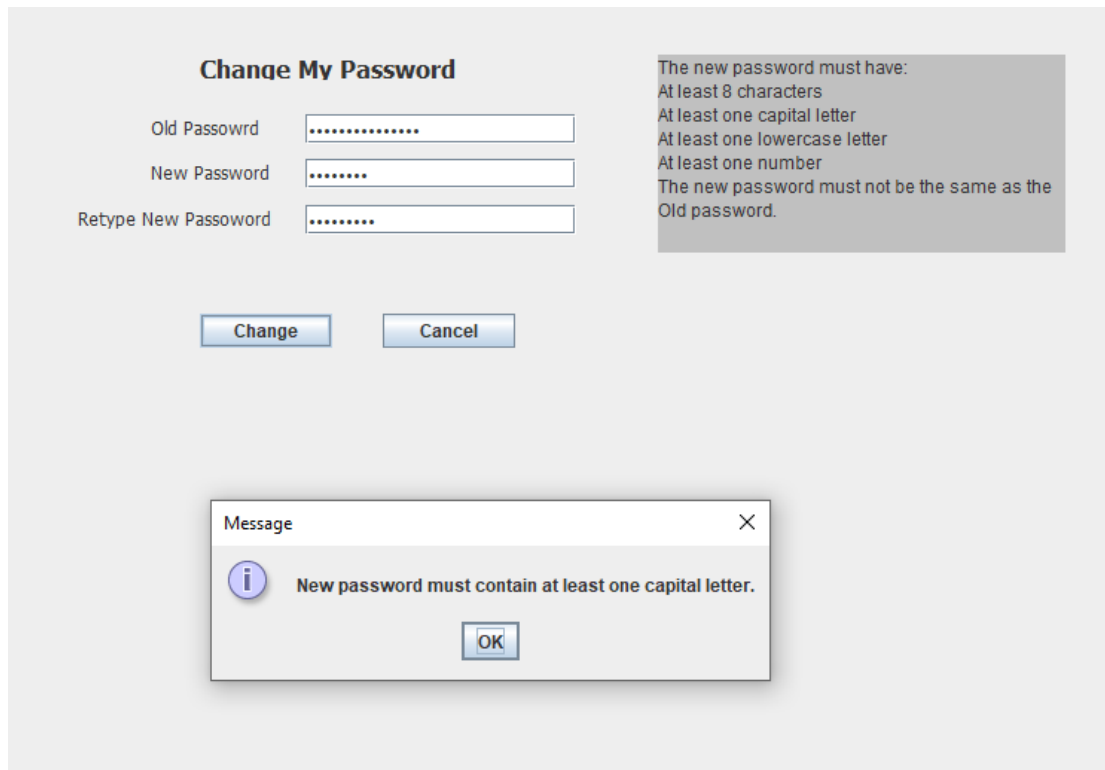 Change My Password
Old Passowrd
New Password
Retype New Passoword
Change
Cancel
The new password must have:
At least 8 characters
At least one capital letter
At least one lowercase letter
At least one number
The new password must not be the same as the
Old password.
Message
New password must contain at least one capital letter.
OK